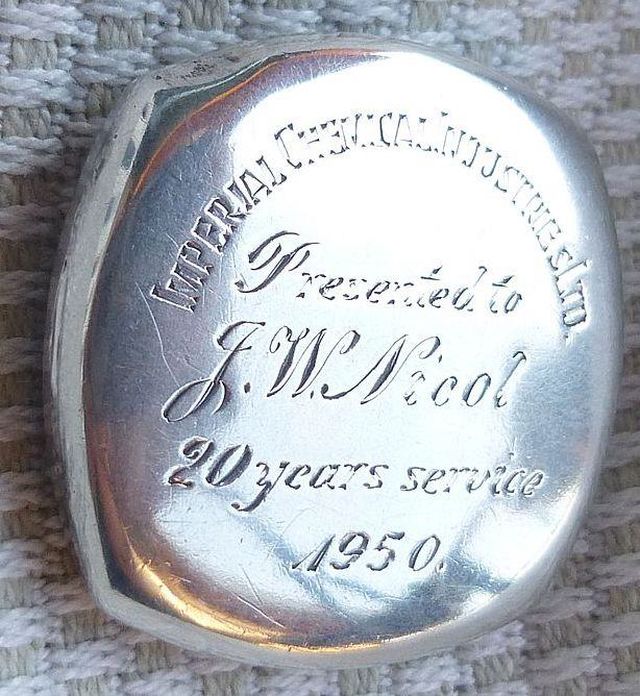 IMPERIAL CHEMICAL INDUSTRIES LTD.
Presented to
J. W. Nicol
20 years service
1950.